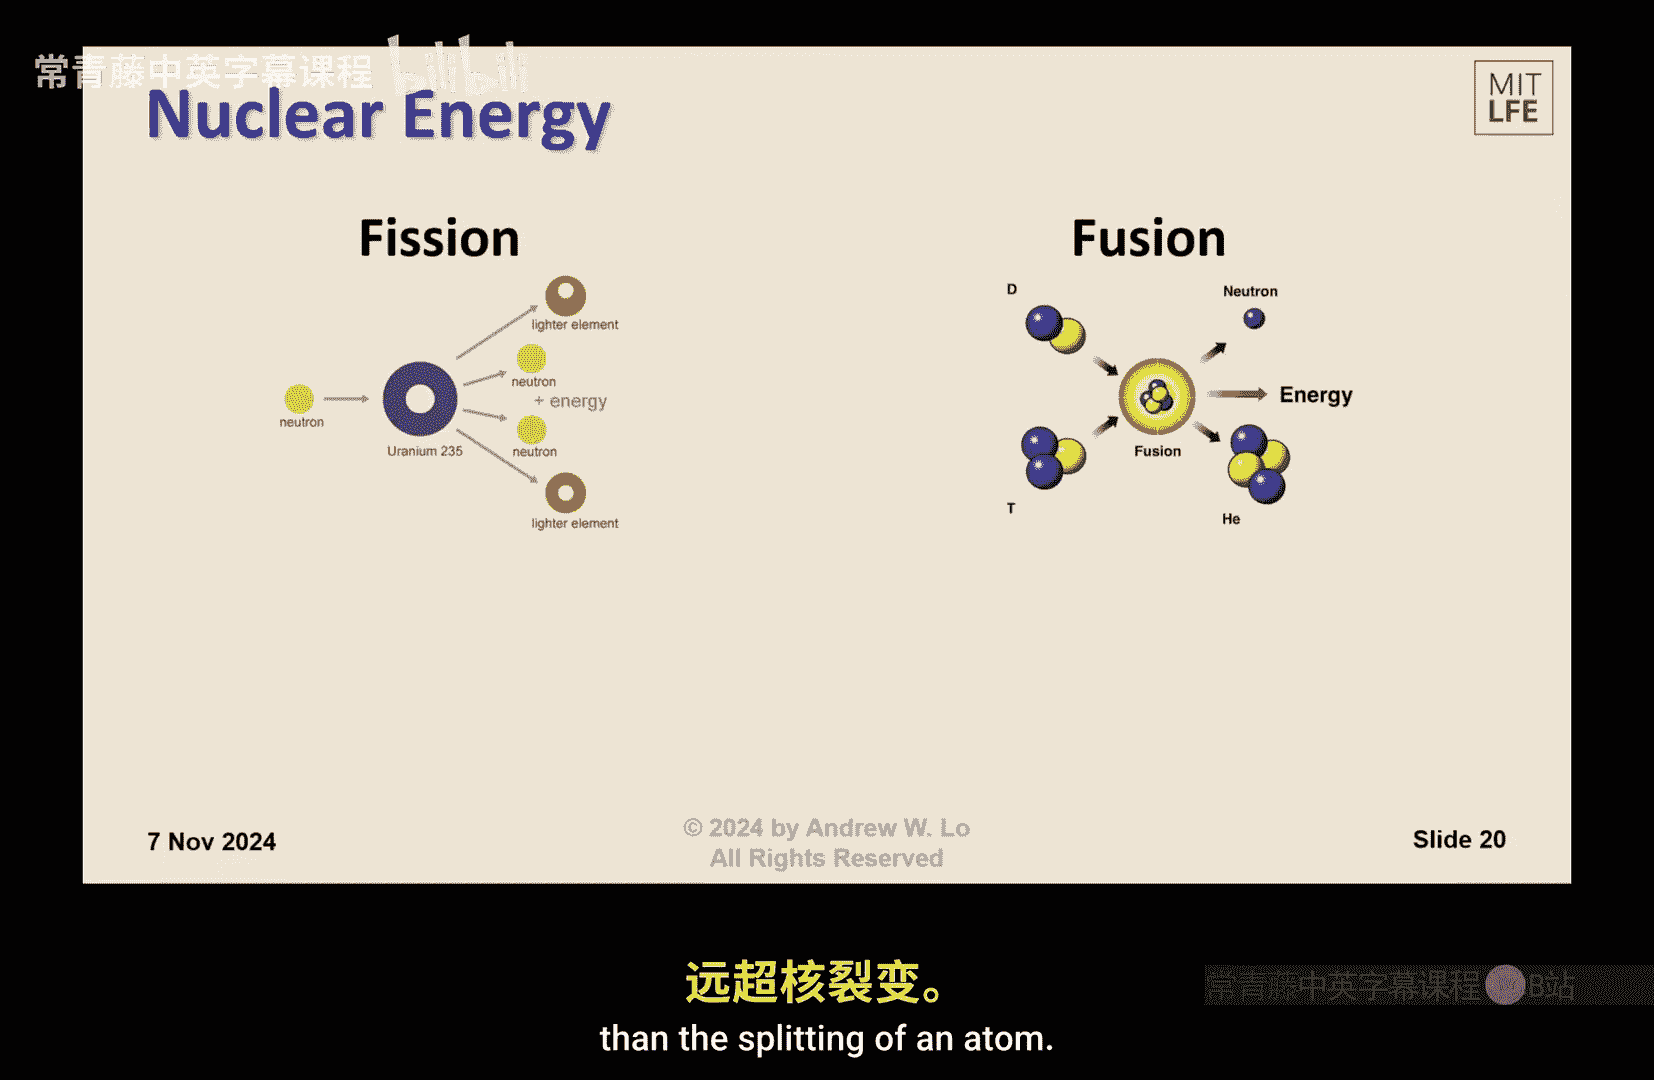 常青藤中英字幕课程 bilibili
Nuclear Energy
MIT
LFE
Fission
Fusion
lighter element
neutron
neutron
+ energy
Uranium 235
neutron
lighter element
D
Neutron
Energy
Fusion
T
He
7 Nov 2024
© 2024 by Andrew W. Lo
All Rights Reserved
Slide 20
远超核裂变。
常青藤中英字幕课程 B站
than the splitting of an atom.